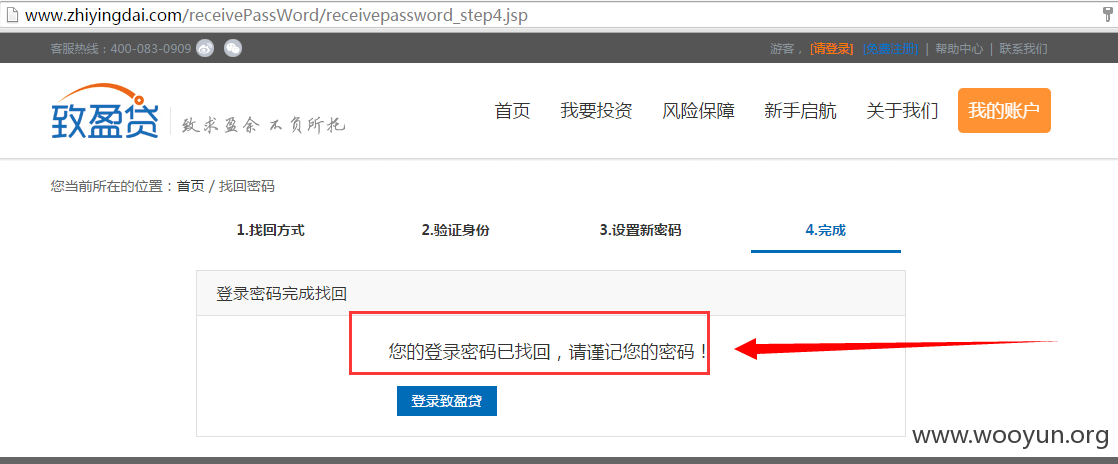 www.zhiyingdai.com/receivePassWord/receivepassword_step4.jsp
客服热线：400-083-0909 游客， [请登录] [免费注册] | 帮助中心 | 联系我们
致盈贷 致求盈余 不负所托 首页 我要投资 风险保障 新手启航 关于我们 我的账户
您当前所在的位置：首页 / 找回密码
1.找回方式 2.验证身份 3.设置新密码 4.完成
登录密码完成找回
您的登录密码已找回，请谨记您的密码！
登录致盈贷
www.wooyun.org